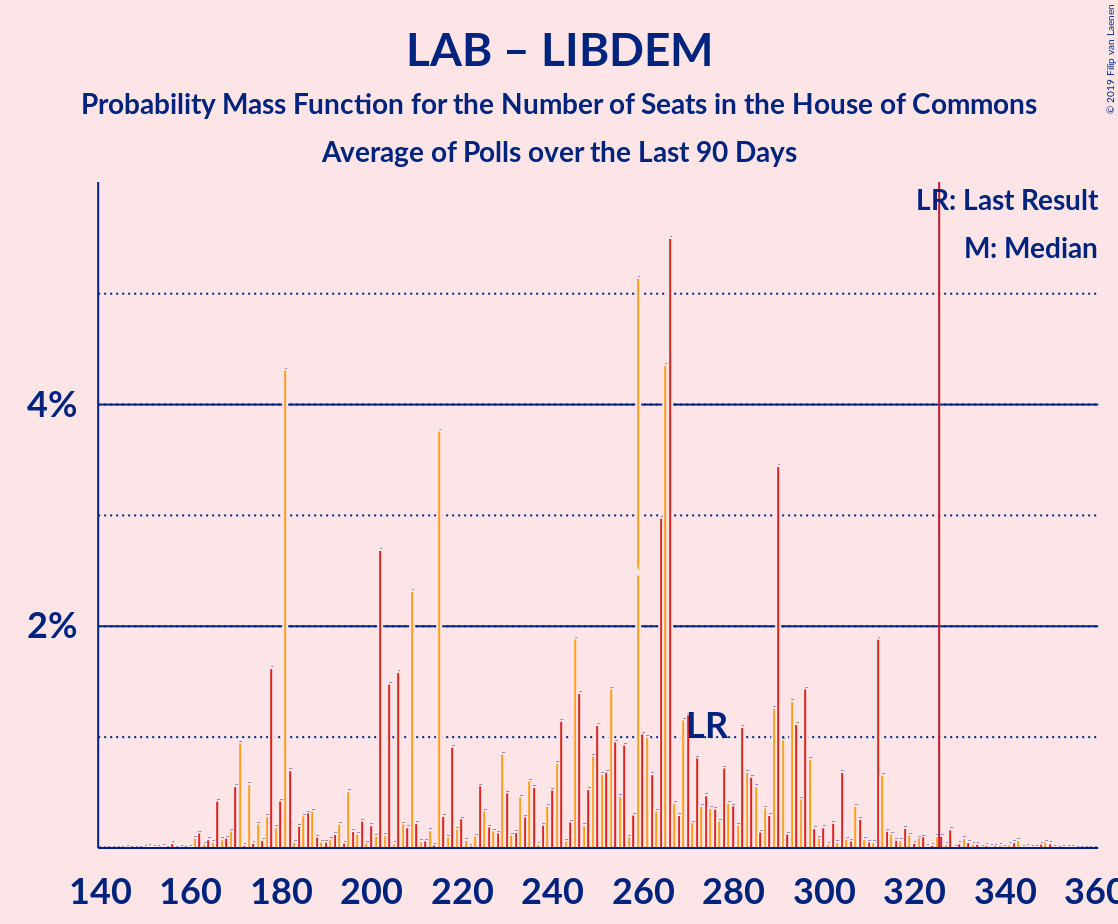 LAB – LIBDEM
Probability Mass Function for the Number of Seats in the House of Commons
Average of Polls over the Last 90 Days
© 2019 Filip van Laenen
LR: Last Result
M: Median
4%
2%
LR
140 160 180 200 220 240 260 280 300 320 340 360